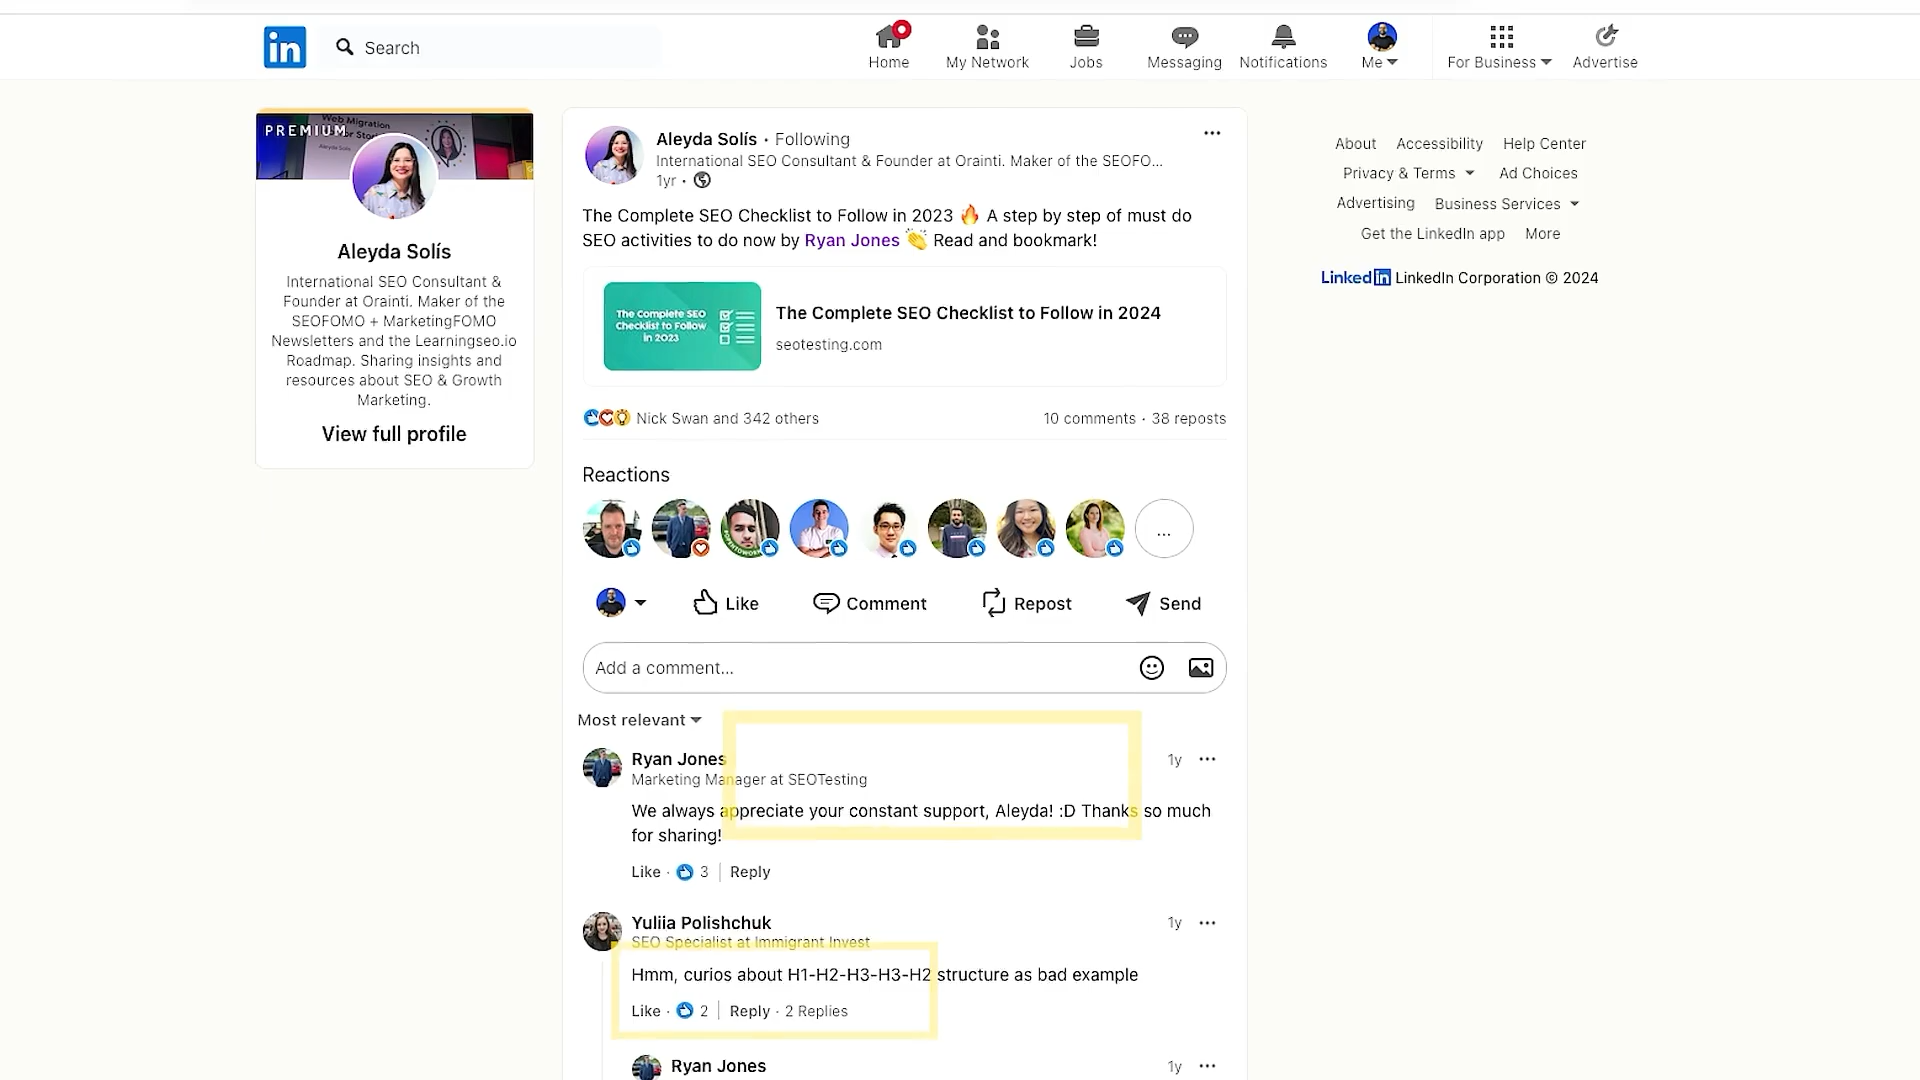 in
Search
Home
My Network
Jobs
Messaging
Notifications
Me
For Business
Advertise
PREMIUM
Web Migration
Aleyda Solís
Aleyda Solís
International SEO Consultant &
Founder at Orainti. Maker of the
SEOFOMO + MarketingFOMO
Newsletters and the Learningseo.io
Roadmap. Sharing insights and
resources about SEO & Growth
Marketing.
View full profile
Aleyda Solís • Following
International SEO Consultant & Founder at Orainti. Maker of the SEOFO...
1yr •
The Complete SEO Checklist to Follow in 2023 🔥 A step by step of must do
SEO activities to do now by Ryan Jones 👏 Read and bookmark!
The Complete SEO
Checklist to Follow
in 2023
The Complete SEO Checklist to Follow in 2024
seotesting.com
Nick Swan and 342 others
10 comments · 38 reposts
Reactions
...
Like
Comment
Repost
Send
Add a comment...
Most relevant
Ryan Jones
1y
Marketing Manager at SEOTesting
We always appreciate your constant support, Aleyda! :D Thanks so much
for sharing!
Like · 3 | Reply
Yuliia Polishchuk
1y
SEO Specialist at Immigrant Invest
Hmm, curios about H1-H2-H3-H3-H2 structure as bad example
Like · 2 | Reply · 2 Replies
Ryan Jones
1y
About
Accessibility
Help Center
Privacy & Terms
Ad Choices
Advertising
Business Services
Get the LinkedIn app
More
LinkedIn LinkedIn Corporation © 2024